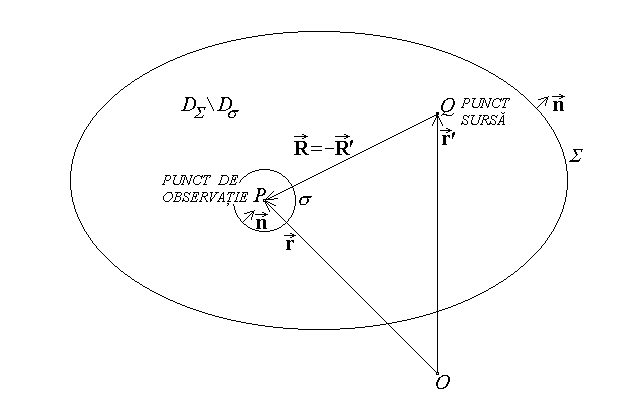 D_Σ\D_σ
Q PUNCT
SURSĂ
n⃗
r⃗'
R⃗=-R⃗'
Σ
PUNCT DE
OBSERVAȚIE P
σ
n⃗
r⃗
O